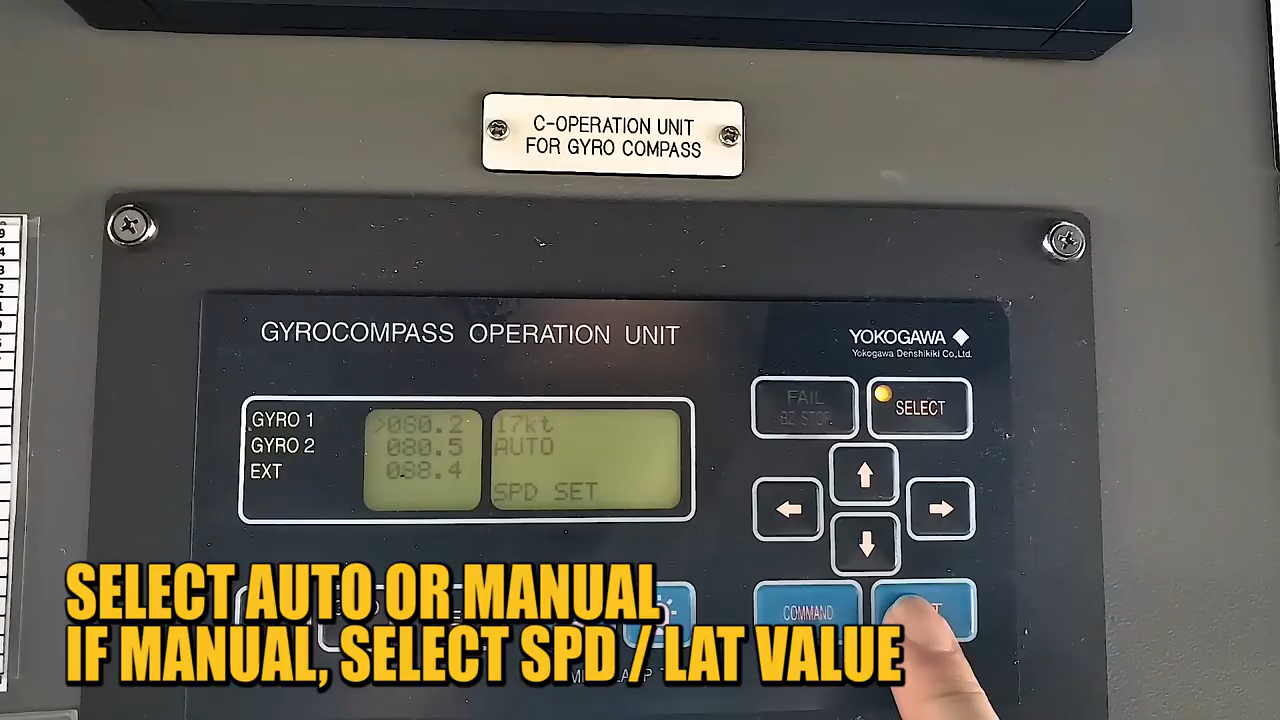 C-OPERATION UNIT
FOR GYRO COMPASS
GYROCOMPASS OPERATION UNIT
YOKOGAWA
Yokogawa Denshikiki Co,Ltd.
GYRO 1 >080.2 17kt
GYRO 2 080.5 AUTO
EXT 088.4
SPD SET
FAIL
BZ STOP
SELECT
COMMAND
SELECT AUTO OR MANUAL
IF MANUAL, SELECT SPD / LAT VALUE